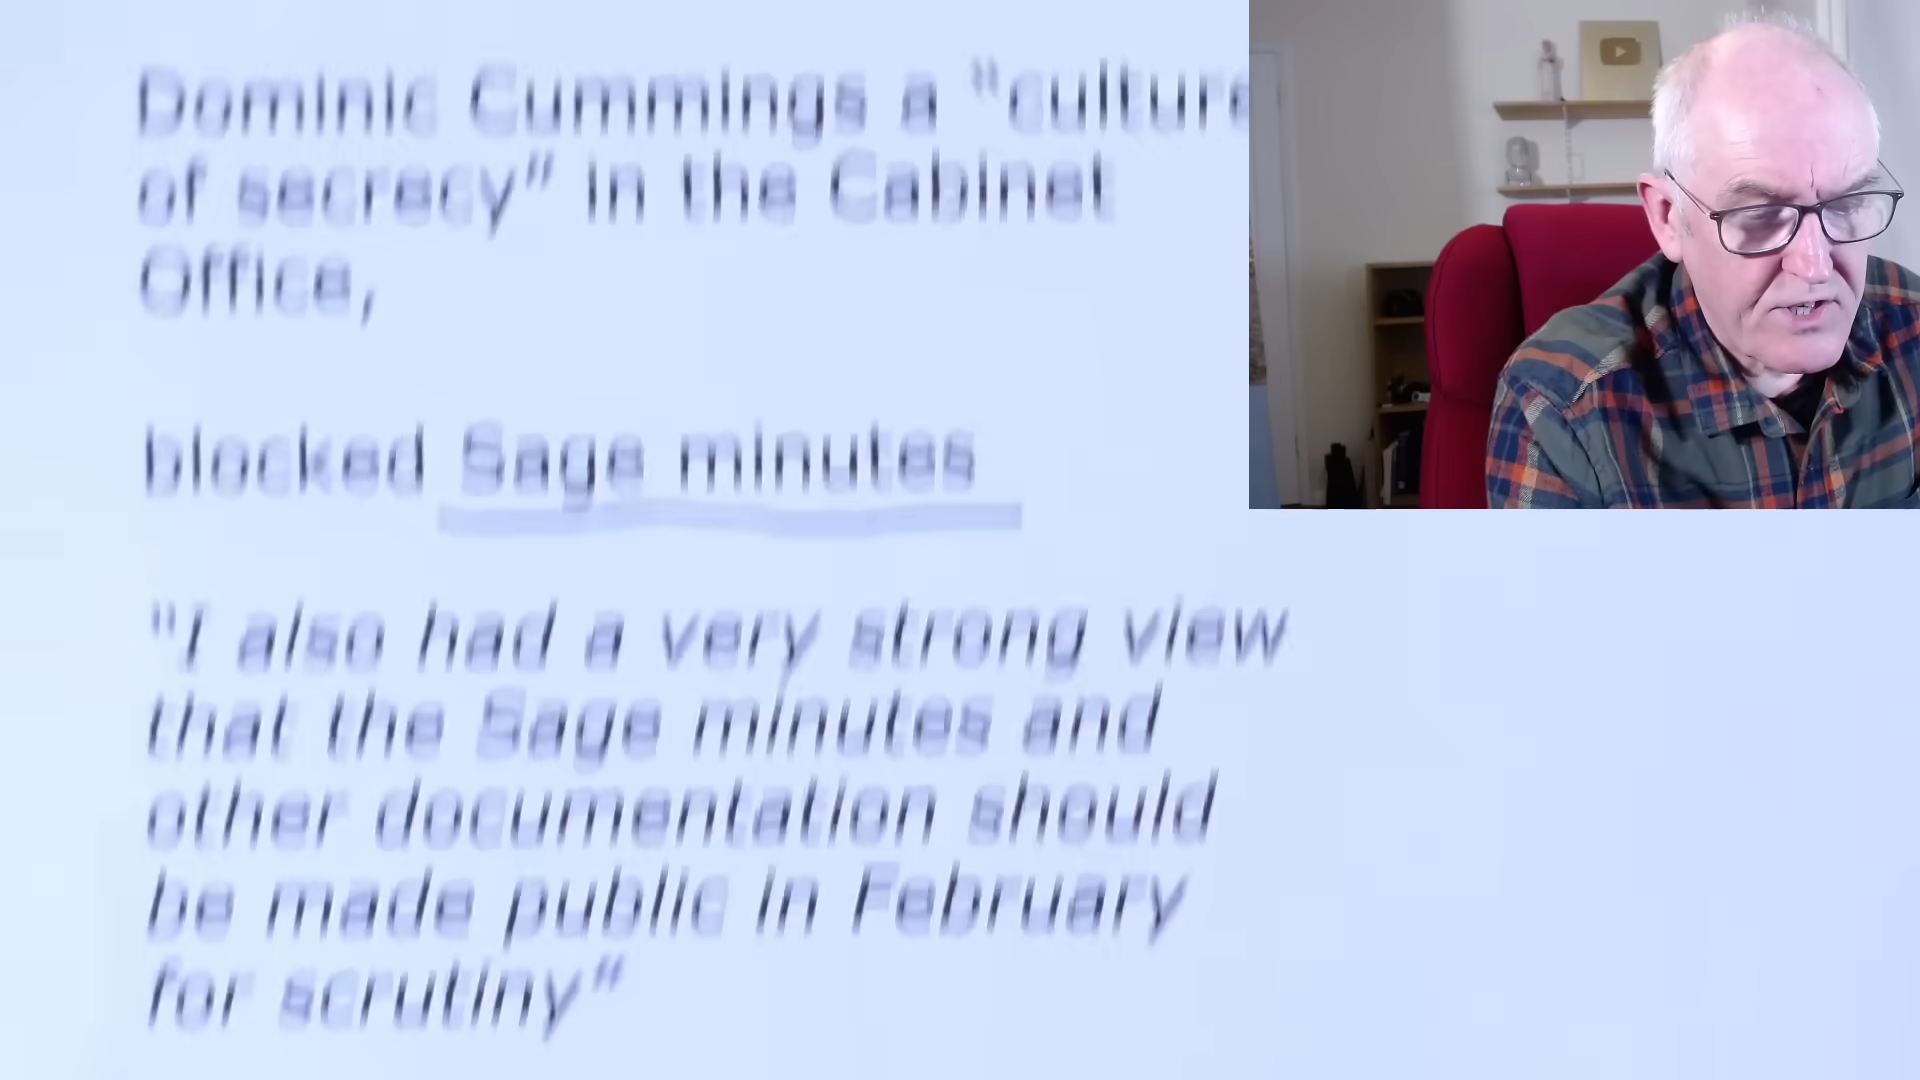 Dominic Cummings a "culture
of secrecy” in the Cabinet
Office,
blocked Sage minutes
"I also had a very strong view
that the Sage minutes and
other documentation should
be made public in February
for scrutiny”